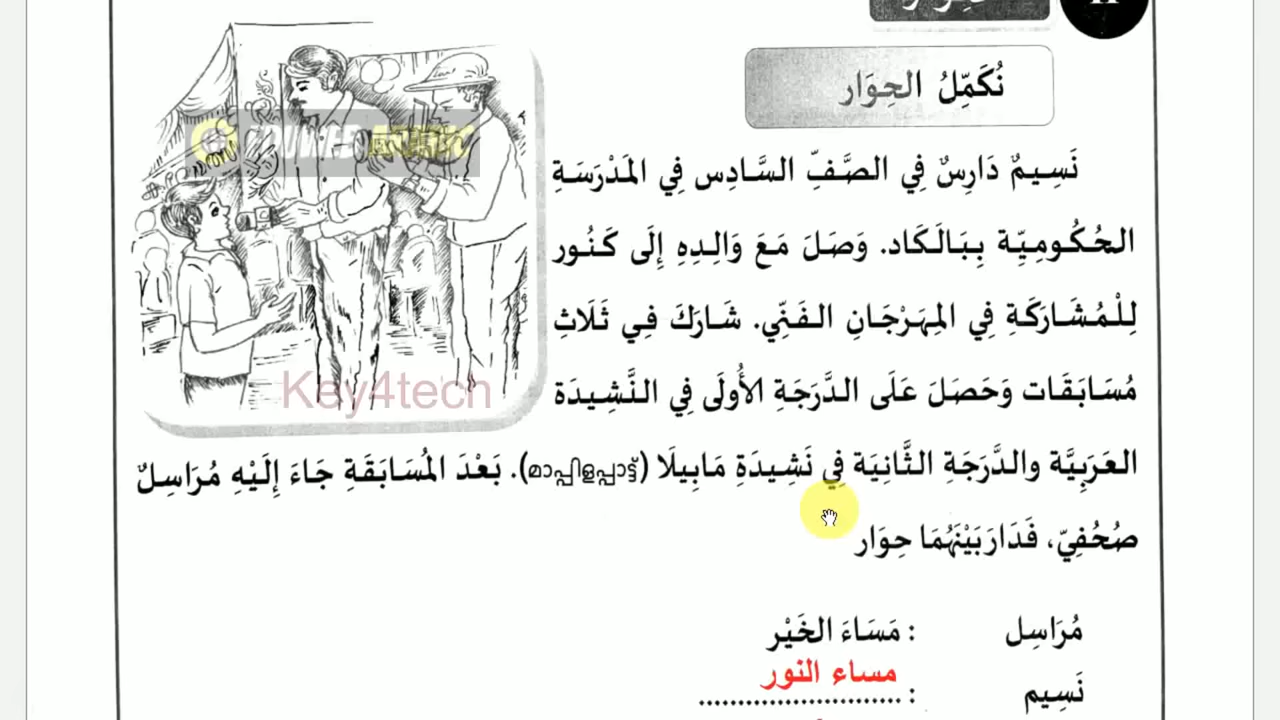 نُكَمِّلُ الحِوَار
نَسِيمٌ دَارِسٌ فِي الصَّفِّ السَّادِس فِي المَدْرَسَةِ
الحُكُومِيِّة بِبَالَكَاد. وَصَلَ مَعَ وَالِدِهِ إِلَى كَنُور
لِلْمُشَارَكَةِ فِي المِهَرْجَانِ الفَنِّي. شَارَكَ فِي ثَلَاثِ
مُسَابَقَات وَحَصَلَ عَلَى الدَّرَجَةِ الأُولَى فِي النَّشِيدَة
العَرَبِيَّة والدَّرَجَةِ الثَّانِيَة فِي نَشِيدَةِ مَابِيلَا (മാപ്പിളപ്പാട്ട്). بَعْدَ المُسَابَقَةِ جَاءَ إِلَيْهِ مُرَاسِلٌ
صُحُفِيّ، فَدَارَ بَيْنَهُمَا حِوَار
مُرَاسِل : مَسَاءَ الخَيْر
مساء النور
نَسِيم : ..........................
Key4tech